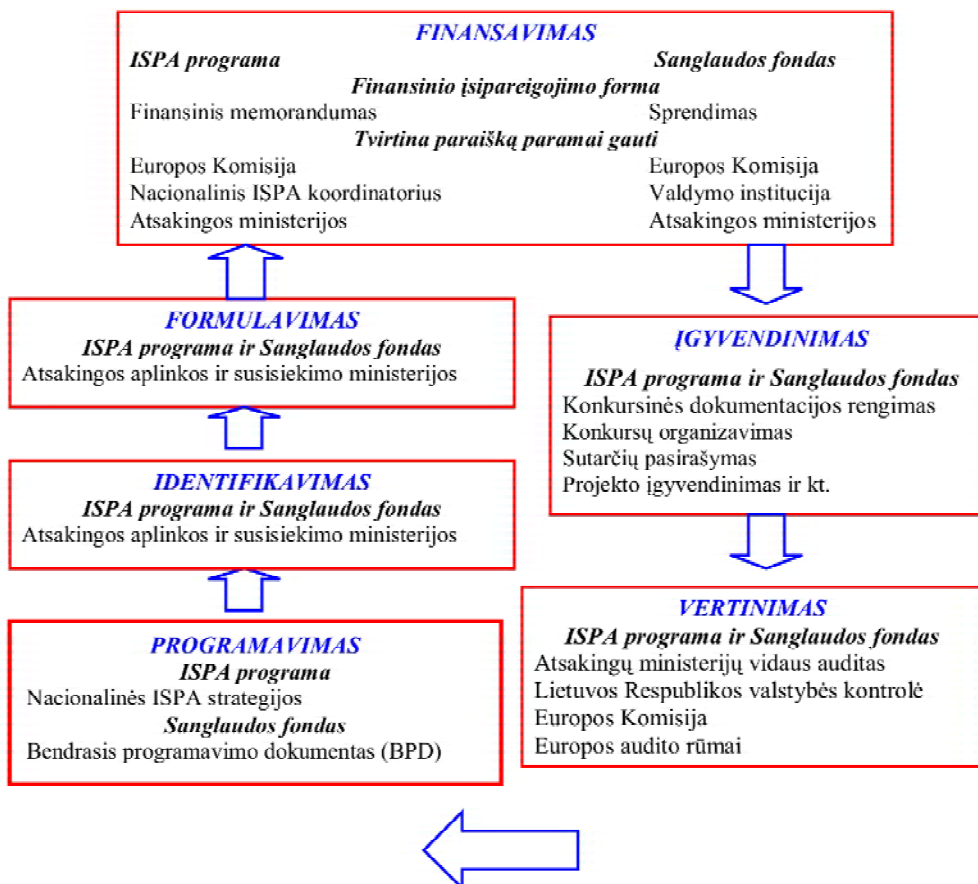 FINANSAVIMAS
ISPA programa Sanglaudos fondas
Finansinio įsipareigojimo forma
Finansinis memorandumas Sprendimas
Tvirtina paraišką paramai gauti
Europos Komisija Europos Komisija
Nacionalinis ISPA koordinatorius Valdymo institucija
Atsakingos ministerijos Atsakingos ministerijos
FORMULAVIMAS
ISPA programa ir Sanglaudos fondas
Atsakingos aplinkos ir susisiekimo ministerijos
IDENTIFIKAVIMAS
ISPA programa ir Sanglaudos fondas
Atsakingos aplinkos ir susisiekimo ministerijos
PROGRAMAVIMAS
ISPA programa
Nacionalinės ISPA strategijos
Sanglaudos fondas
Bendrasis programavimo dokumentas (BPD)
ĮGYVENDINIMAS
ISPA programa ir Sanglaudos fondas
Konkursinės dokumentacijos rengimas
Konkursų organizavimas
Sutarčių pasirašymas
Projekto įgyvendinimas ir kt.
VERTINIMAS
ISPA programa ir Sanglaudos fondas
Atsakingų ministerijų vidaus auditas
Lietuvos Respublikos valstybės kontrolė
Europos Komisija
Europos audito rūmai